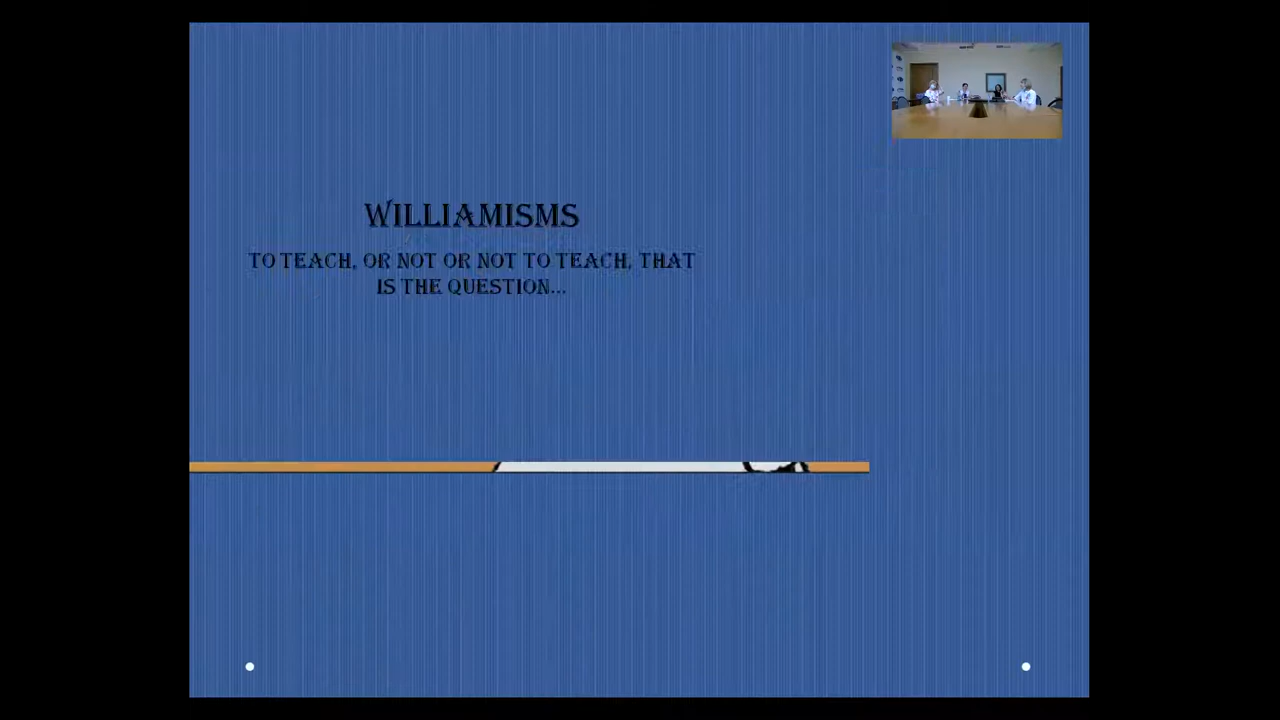 WILLIAMISMS
TO TEACH, OR NOT OR NOT TO TEACH, THAT
IS THE QUESTION...